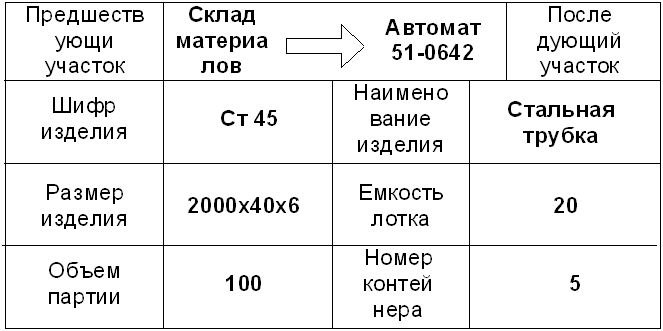 Предшеств
ующи
участок
Склад
материа
лов
Автомат
51-0642
После
дующий
участок
Шифр
изделия
Ст 45
Наимено
вание
изделия
Стальная
трубка
Размер
изделия
2000х40х6
Емкость
лотка
20
Объем
партии
100
Номер
контей
нера
5